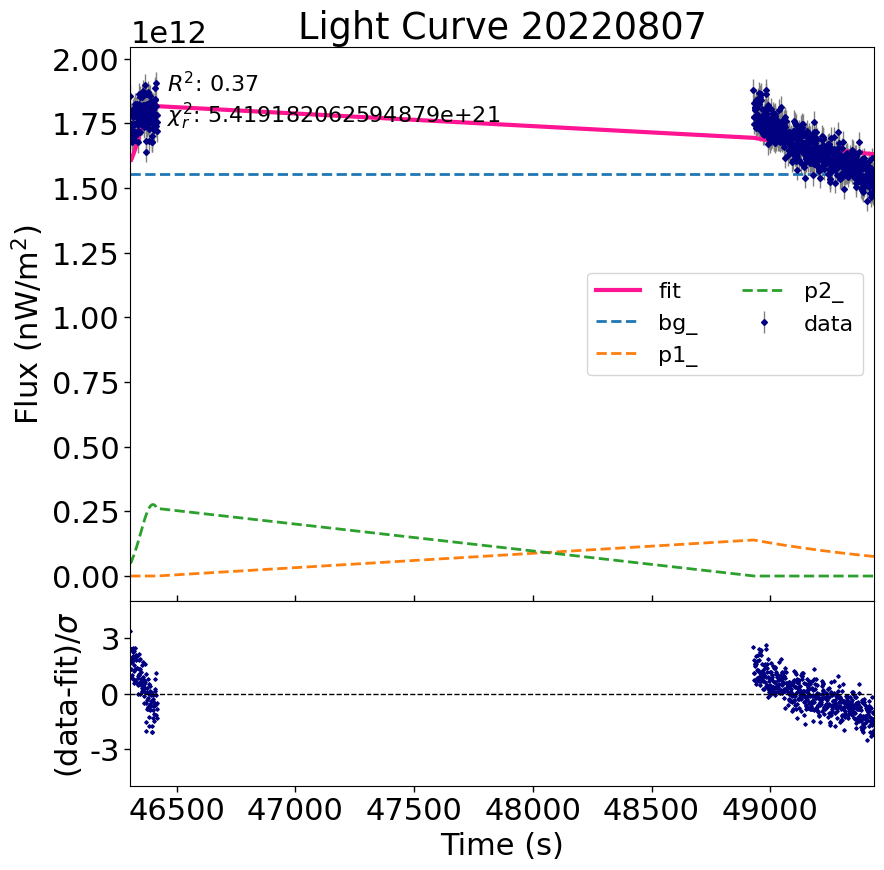 Light Curve 20220807
1e12
R²: 0.37
χ²ᵣ: 5.419182062594879e+21
2.00
1.75
1.50
1.25
1.00
0.75
0.50
0.25
0.00
Flux (nW/m²)
fit
bg_
p1_
p2_
data
3
0
-3
(data-fit)/σ
46500 47000 47500 48000 48500 49000
Time (s)